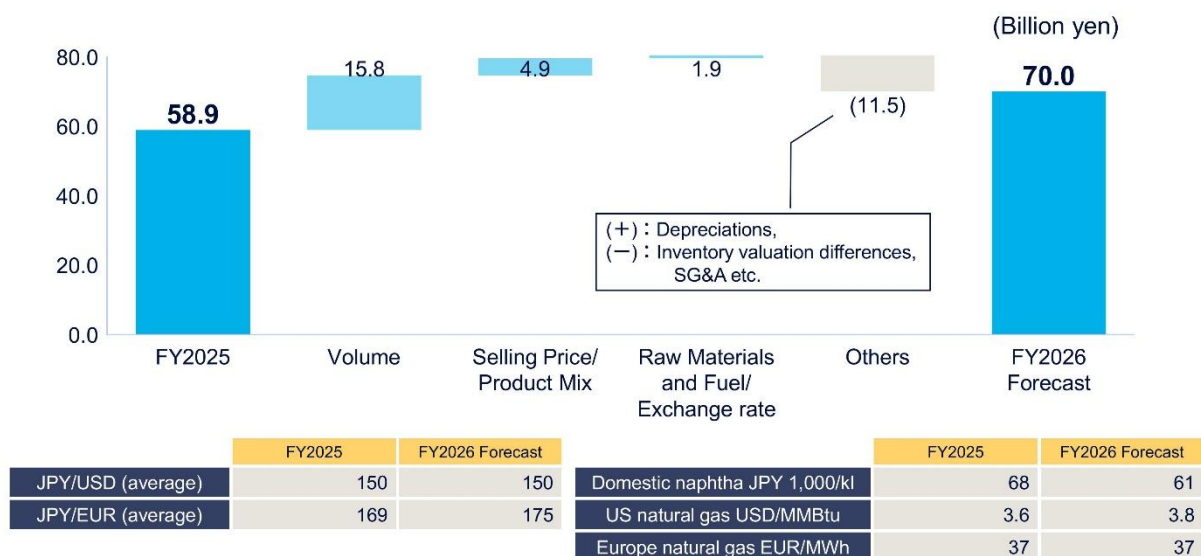 (Billion yen)
80.0
60.0
40.0
20.0
0.0
58.9
15.8
4.9
1.9
(11.5)
70.0
(+)：Depreciations,
(−)：Inventory valuation differences,
SG&A etc.
FY2025
Volume
Selling Price/
Product Mix
Raw Materials
and Fuel/
Exchange rate
Others
FY2026
Forecast
FY2025 FY2026 Forecast
JPY/USD (average) 150 150
JPY/EUR (average) 169 175
FY2025 FY2026 Forecast
Domestic naphtha JPY 1,000/kl 68 61
US natural gas USD/MMBtu 3.6 3.8
Europe natural gas EUR/MWh 37 37